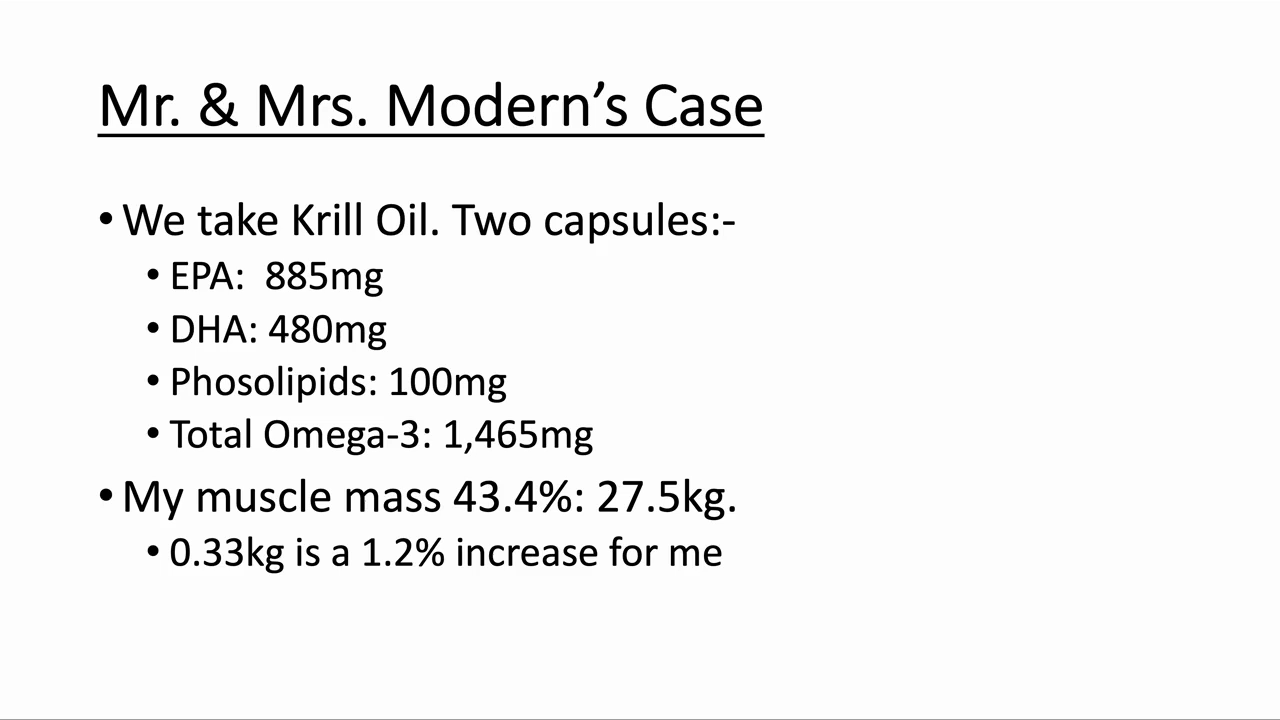 Mr. & Mrs. Modern’s Case
• We take Krill Oil. Two capsules:-
• EPA:  885mg
• DHA: 480mg
• Phosolipids: 100mg
• Total Omega-3: 1,465mg
• My muscle mass 43.4%: 27.5kg.
• 0.33kg is a 1.2% increase for me